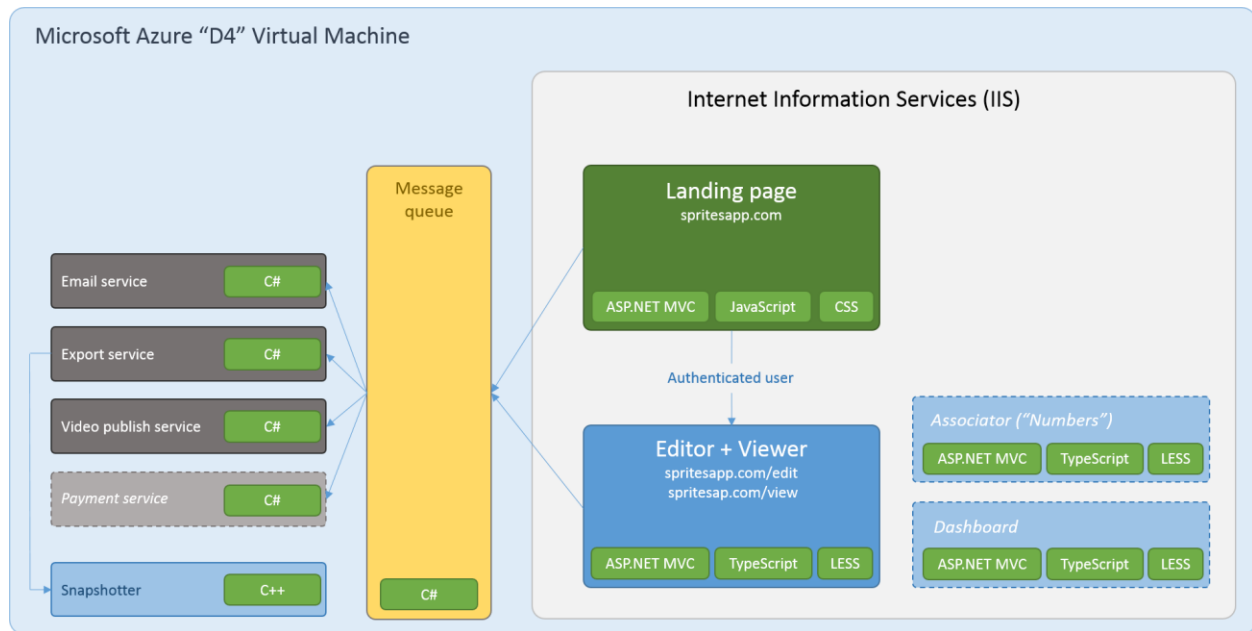 Microsoft Azure “D4” Virtual Machine
Internet Information Services (IIS)
Message
queue
C#
Landing page
spritesapp.com
ASP.NET MVC
JavaScript
CSS
Authenticated user
Editor + Viewer
spritesapp.com/edit
spritesap.com/view
ASP.NET MVC
TypeScript
LESS
Associator (“Numbers”)
ASP.NET MVC
TypeScript
LESS
Dashboard
ASP.NET MVC
TypeScript
LESS
Email service
C#
Export service
C#
Video publish service
C#
Payment service
C#
Snapshotter
C++